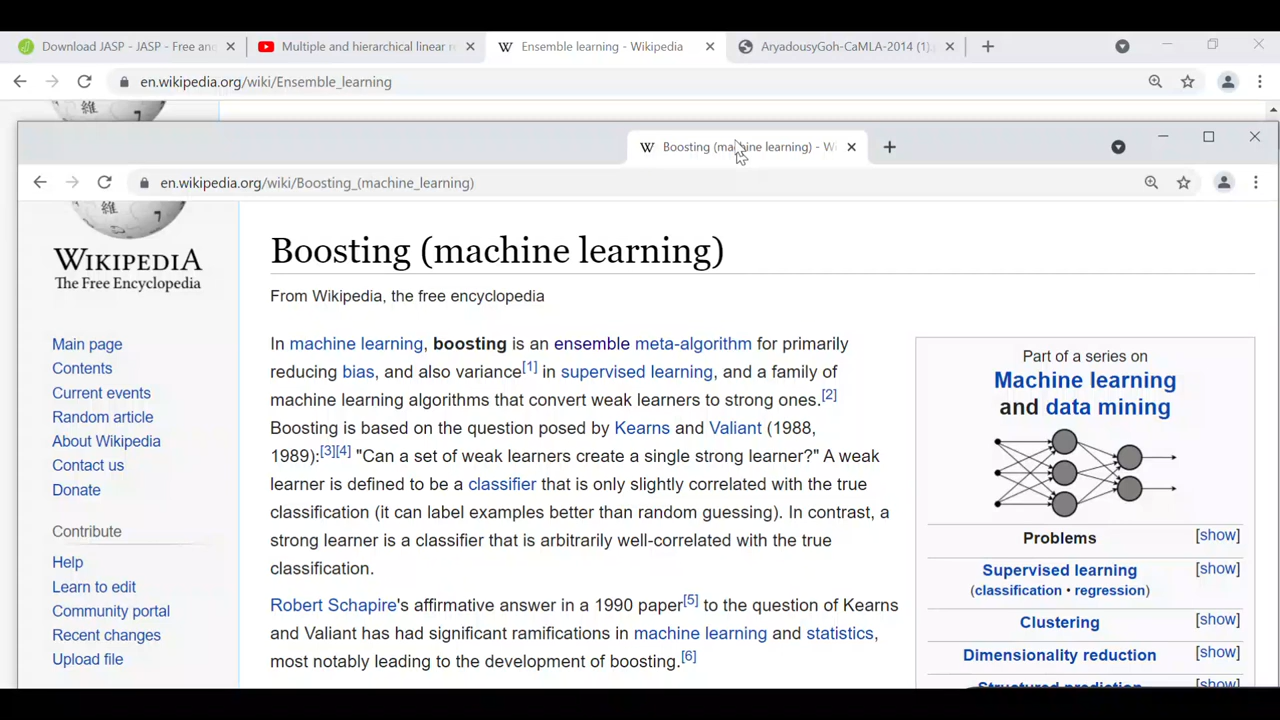 Download JASP - JASP - Free and
Multiple and hierarchical linear r
Ensemble learning - Wikipedia
AryadousyGoh-CaMLA-2014 (1).
en.wikipedia.org/wiki/Ensemble_learning
維
7
Boosting (machine learning) - Wi
en.wikipedia.org/wiki/Boosting_(machine_learning)
維
7
WIKIPEDIA
The Free Encyclopedia
Main page
Contents
Current events
Random article
About Wikipedia
Contact us
Donate
Contribute
Help
Learn to edit
Community portal
Recent changes
Upload file
Boosting (machine learning)
From Wikipedia, the free encyclopedia
In machine learning, boosting is an ensemble meta-algorithm for primarily
reducing bias, and also variance[1] in supervised learning, and a family of
machine learning algorithms that convert weak learners to strong ones.[2]
Boosting is based on the question posed by Kearns and Valiant (1988,
1989):[3][4] "Can a set of weak learners create a single strong learner?" A weak
learner is defined to be a classifier that is only slightly correlated with the true
classification (it can label examples better than random guessing). In contrast, a
strong learner is a classifier that is arbitrarily well-correlated with the true
classification.
Robert Schapire's affirmative answer in a 1990 paper[5] to the question of Kearns
and Valiant has had significant ramifications in machine learning and statistics,
most notably leading to the development of boosting.[6]
Part of a series on
Machine learning
and data mining
Problems [show]
Supervised learning [show]
(classification • regression)
Clustering [show]
Dimensionality reduction [show]
Structured prediction [show]